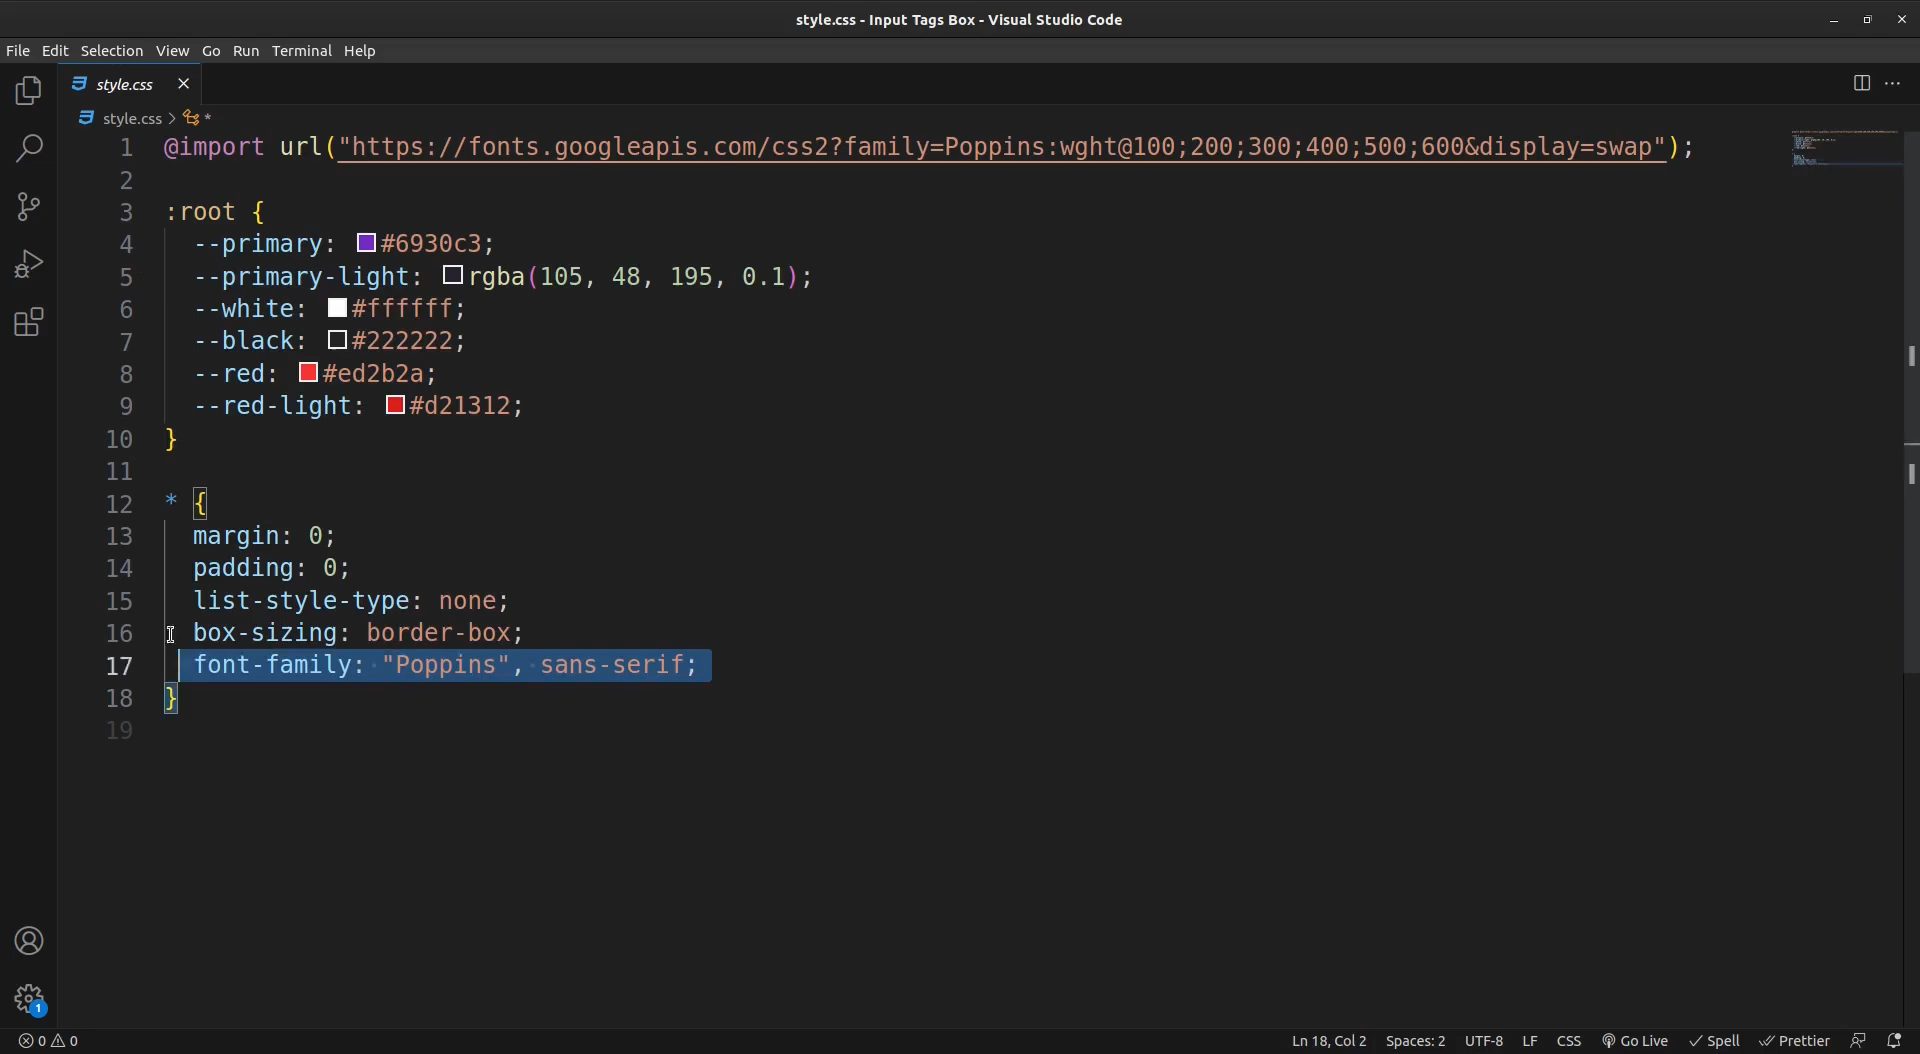 style.css - Input Tags Box - Visual Studio Code
File Edit Selection View Go Run Terminal Help
style.css
style.css > *
1 @import url("https://fonts.googleapis.com/css2?family=Poppins:wght@100;200;300;400;500;600&display=swap");
2
3 :root {
4 --primary: #6930c3;
5 --primary-light: rgba(105, 48, 195, 0.1);
6 --white: #ffffff;
7 --black: #222222;
8 --red: #ed2b2a;
9 --red-light: #d21312;
10 }
11
12 * {
13 margin: 0;
14 padding: 0;
15 list-style-type: none;
16 box-sizing: border-box;
17 font-family: "Poppins", sans-serif;
18 }
19
1
0 0 Ln 18, Col 2 Spaces: 2 UTF-8 LF CSS Go Live Spell Prettier